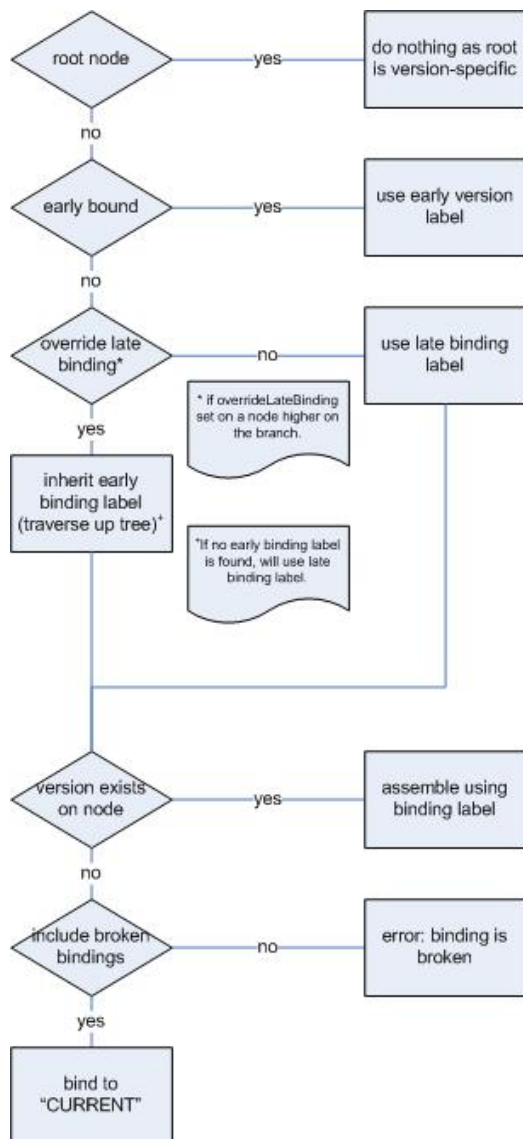 root node
yes
do nothing as root
is version-specific
no
early bound
yes
use early version
label
no
override late
binding*
no
use late binding
label
* if overrideLateBinding
set on a node higher on
the branch.
yes
inherit early
binding label
(traverse up tree)+
+If no early binding label
is found, will use late
binding label.
version exists
on node
yes
assemble using
binding label
no
include broken
bindings
no
error: binding is
broken
yes
bind to
“CURRENT”